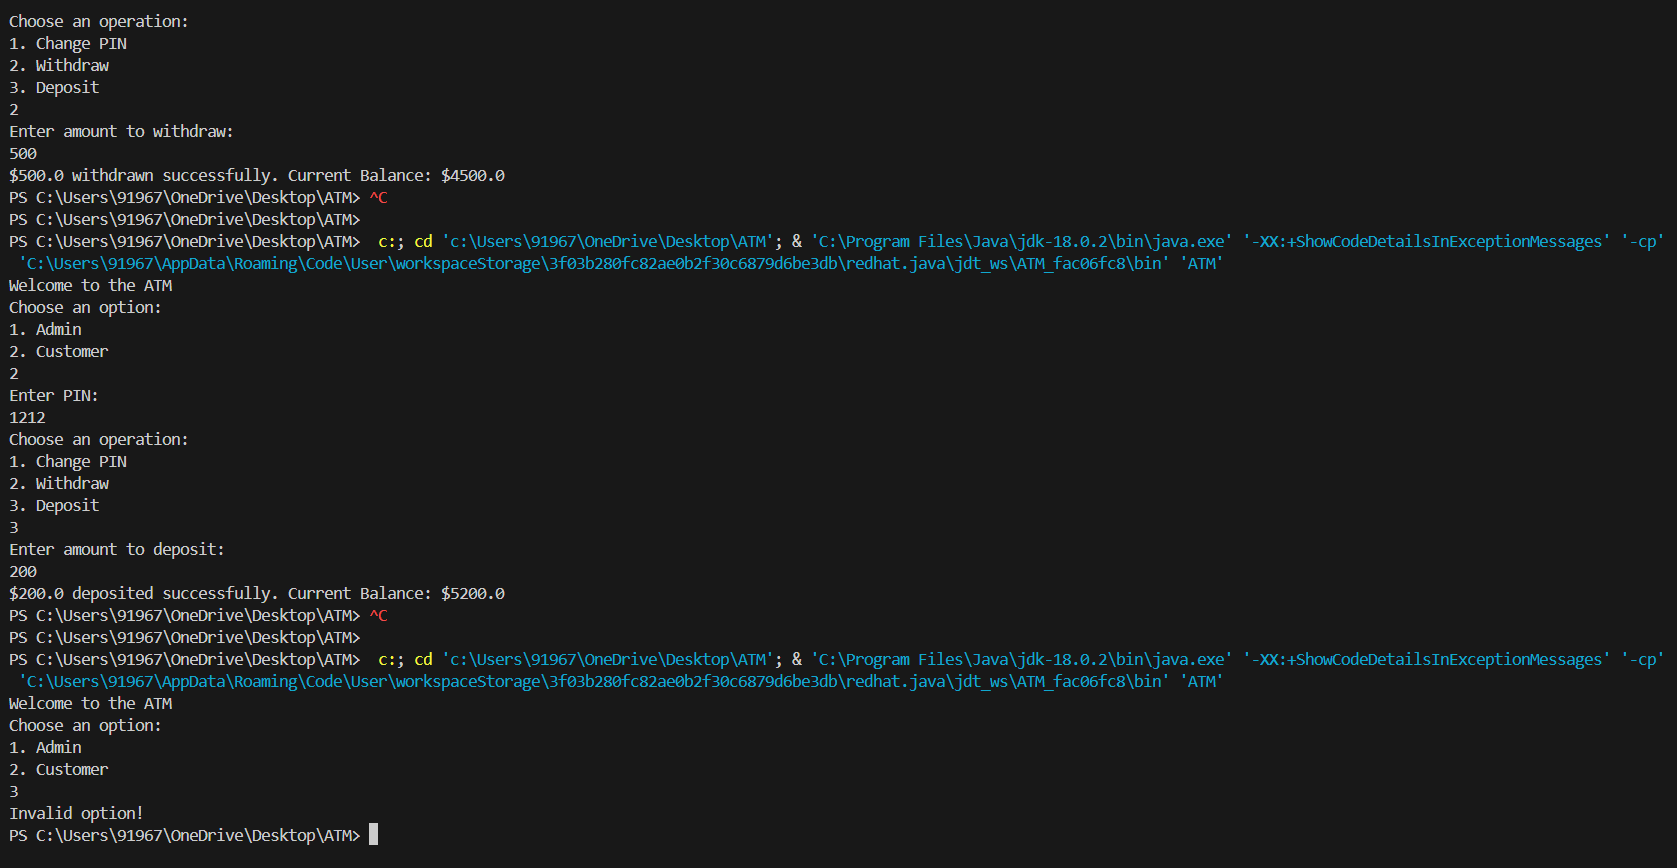 Choose an operation:
1. Change PIN
2. Withdraw
3. Deposit
2
Enter amount to withdraw:
500
$500.0 withdrawn successfully. Current Balance: $4500.0
PS C:\Users\91967\OneDrive\Desktop\ATM> ^C
PS C:\Users\91967\OneDrive\Desktop\ATM>
PS C:\Users\91967\OneDrive\Desktop\ATM>  c:; cd 'c:\Users\91967\OneDrive\Desktop\ATM'; & 'C:\Program Files\Java\jdk-18.0.2\bin\java.exe' '-XX:+ShowCodeDetailsInExceptionMessages' '-cp'
 'C:\Users\91967\AppData\Roaming\Code\User\workspaceStorage\3f03b280fc82ae0b2f30c6879d6be3db\redhat.java\jdt_ws\ATM_fac06fc8\bin' 'ATM'
Welcome to the ATM
Choose an option:
1. Admin
2. Customer
2
Enter PIN:
1212
Choose an operation:
1. Change PIN
2. Withdraw
3. Deposit
3
Enter amount to deposit:
200
$200.0 deposited successfully. Current Balance: $5200.0
PS C:\Users\91967\OneDrive\Desktop\ATM> ^C
PS C:\Users\91967\OneDrive\Desktop\ATM>
PS C:\Users\91967\OneDrive\Desktop\ATM>  c:; cd 'c:\Users\91967\OneDrive\Desktop\ATM'; & 'C:\Program Files\Java\jdk-18.0.2\bin\java.exe' '-XX:+ShowCodeDetailsInExceptionMessages' '-cp'
 'C:\Users\91967\AppData\Roaming\Code\User\workspaceStorage\3f03b280fc82ae0b2f30c6879d6be3db\redhat.java\jdt_ws\ATM_fac06fc8\bin' 'ATM'
Welcome to the ATM
Choose an option:
1. Admin
2. Customer
3
Invalid option!
PS C:\Users\91967\OneDrive\Desktop\ATM>